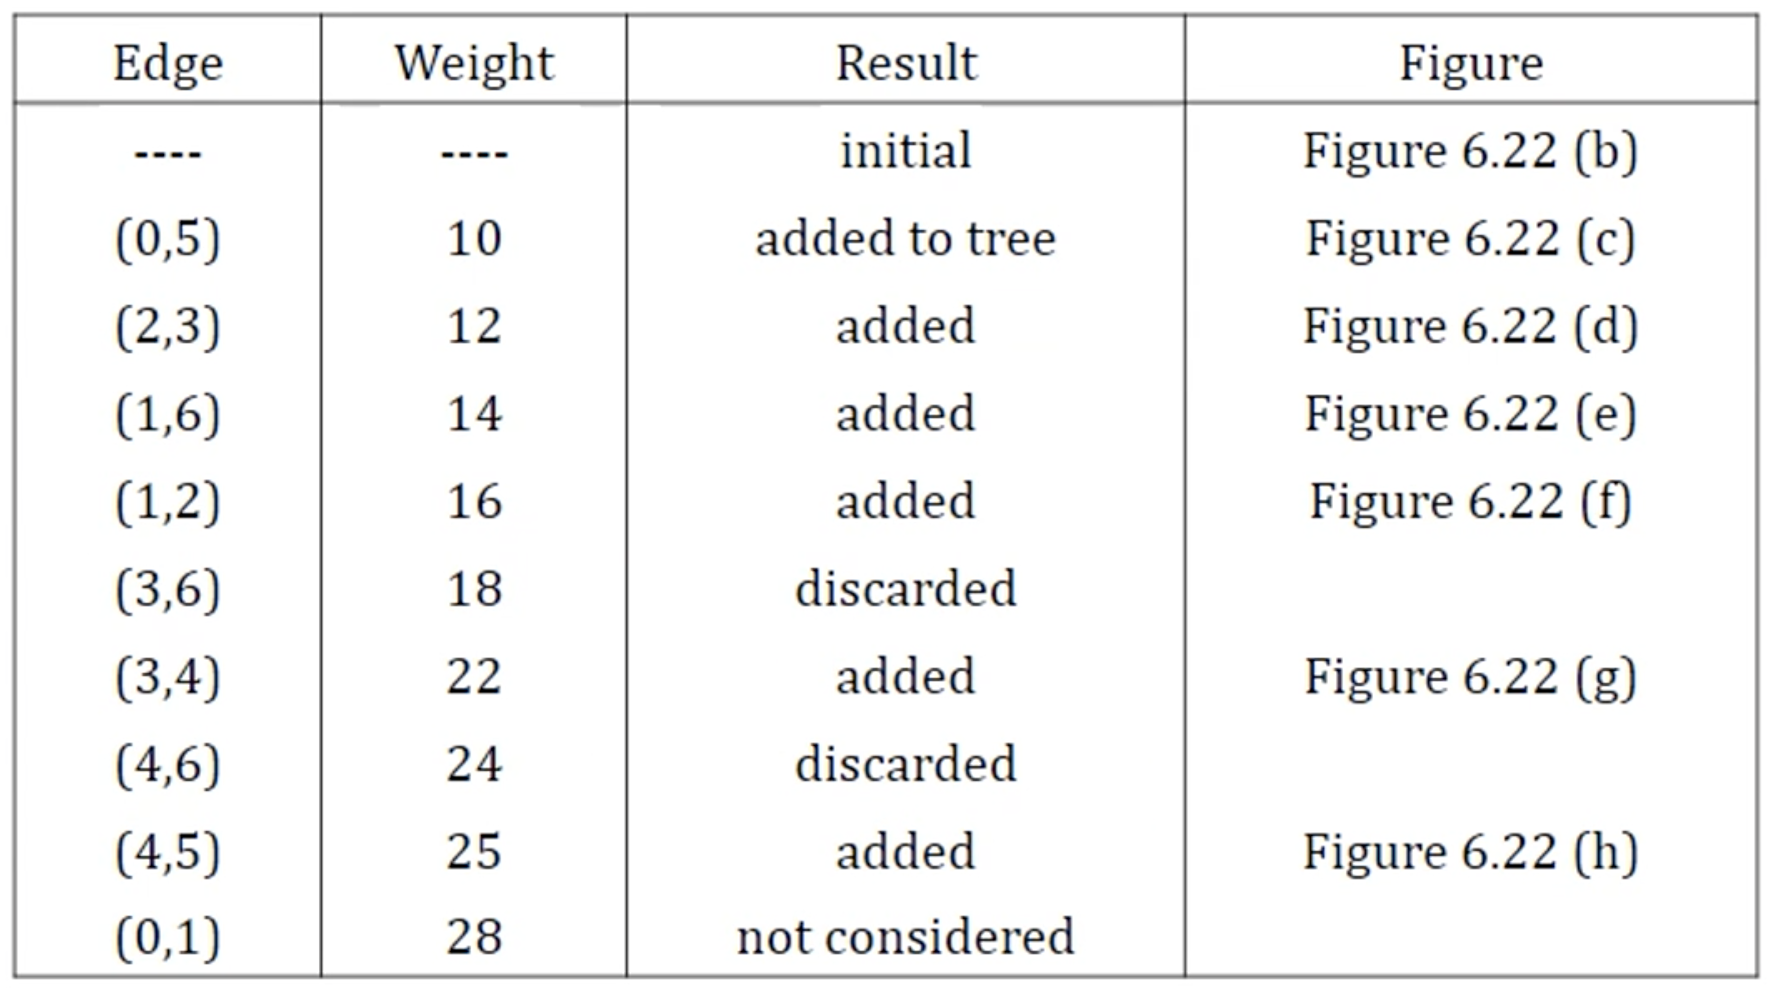 Edge Weight Result Figure
---- ---- initial Figure 6.22 (b)
(0,5) 10 added to tree Figure 6.22 (c)
(2,3) 12 added Figure 6.22 (d)
(1,6) 14 added Figure 6.22 (e)
(1,2) 16 added Figure 6.22 (f)
(3,6) 18 discarded
(3,4) 22 added Figure 6.22 (g)
(4,6) 24 discarded
(4,5) 25 added Figure 6.22 (h)
(0,1) 28 not considered